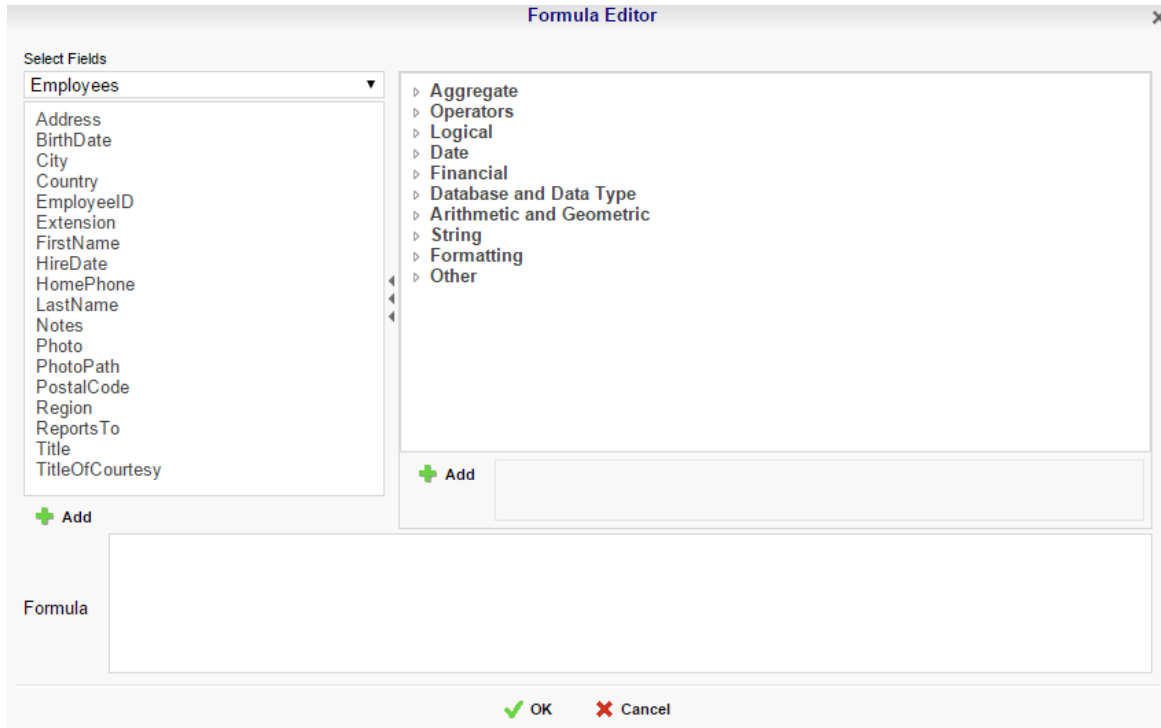 Formula Editor
Select Fields
Employees
Address
BirthDate
City
Country
EmployeeID
Extension
FirstName
HireDate
HomePhone
LastName
Notes
Photo
PhotoPath
PostalCode
Region
ReportsTo
Title
TitleOfCourtesy
Add
Aggregate
Operators
Logical
Date
Financial
Database and Data Type
Arithmetic and Geometric
String
Formatting
Other
Add
Formula
OK Cancel